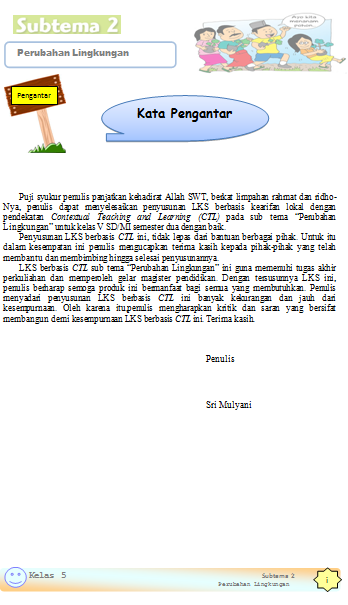 Subtema 2
Perubahan Lingkungan
Ayo kita
menanam
pohon
Pengantar
Kata Pengantar
Puji syukur penulis panjatkan kehadirat Allah SWT, berkat limpahan rahmat dan ridho-
Nya, penulis dapat menyelesaikan penyusunan LKS berbasis kearifan lokal dengan
pendekatan Contextual Teaching and Learning (CTL) pada sub tema “Perubahan
Lingkungan” untuk kelas V SD/MI semester dua dengan baik.
Penyusunan LKS berbasis CTL ini, tidak lepas dari bantuan berbagai pihak. Untuk itu
dalam kesempatan ini penulis mengucapkan terima kasih kepada pihak-pihak yang telah
membantu dan membimbing hingga selesai penyusunannya.
LKS berbasis CTL sub tema “Perubahan Lingkungan” ini guna memenuhi tugas akhir
perkuliahan dan memperoleh gelar magister pendidikan. Dengan tersusunnya LKS ini,
penulis berharap semoga produk ini bermanfaat bagi semua yang membutuhkan. Penulis
menyadari penyusunan LKS berbasis CTL ini banyak kekurangan dan jauh dari
kesempurnaan. Oleh karena itu penulis mengharapkan kritik dan saran yang bersifat
membangun demi kesempurnaan LKS berbasis CTL ini. Terima kasih.
Penulis
Sri Mulyani
Kelas 5
Subtema 2
Perubahan Lingkungan
i